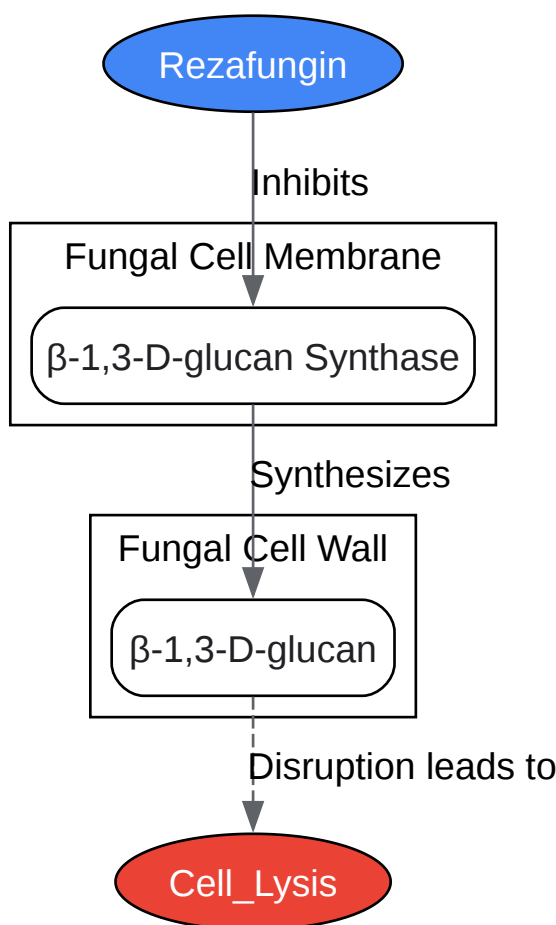 Rezafungin
Inhibits
Fungal Cell Membrane
β-1,3-D-glucan Synthase
Synthesizes
Fungal Cell Wall
β-1,3-D-glucan
Disruption leads to
Cell_Lysis